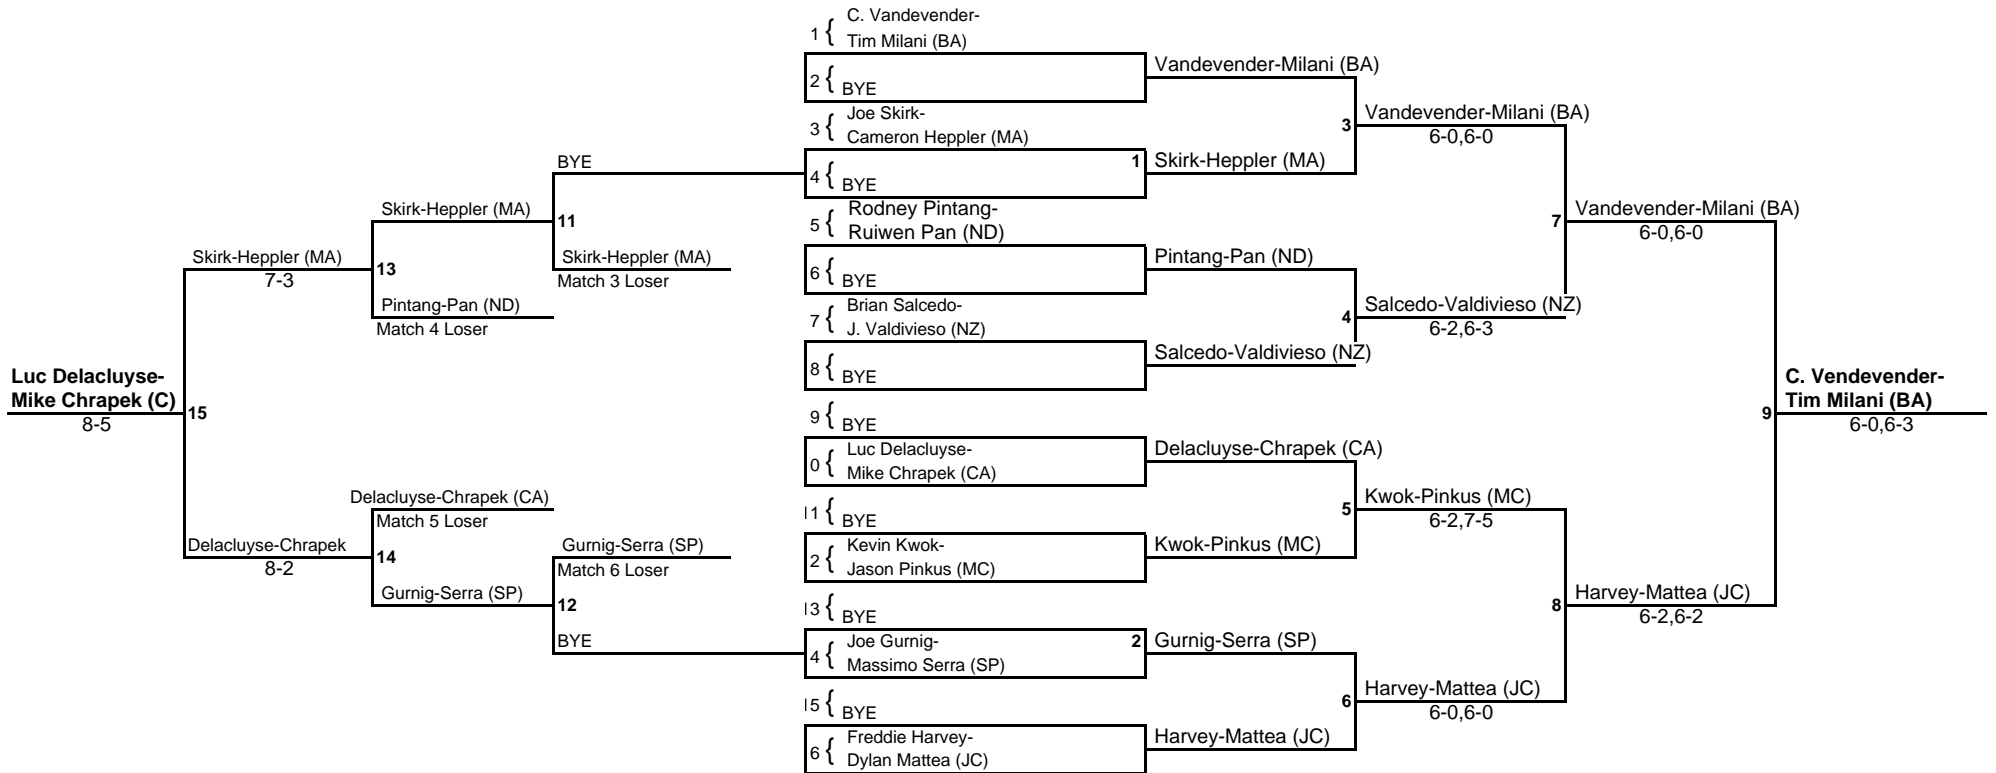 C. Vandevender-
1 {
Tim Milani (BA)
Vandevender-Milani (BA)
2 { BYE
Joe Skirk-
3 {
Cameron Heppler (MA)
3
Vandevender-Milani (BA)
6-0,6-0
BYE
1
Skirk-Heppler (MA)
4 { BYE
Skirk-Heppler (MA)
11
Rodney Pintang-
5 {
Ruiwen Pan (ND)
7
Vandevender-Milani (BA)
6-0,6-0
Skirk-Heppler (MA)
7-3
13
Skirk-Heppler (MA)
Match 3 Loser
6 { BYE
Pintang-Pan (ND)
Pintang-Pan (ND)
Match 4 Loser
Brian Salcedo-
7 {
J. Valdivieso (NZ)
4
Salcedo-Valdivieso (NZ)
6-2,6-3
Salcedo-Valdivieso (NZ)
8 { BYE
Luc Delacluyse-
Mike Chrapek (C)
8-5
15
9 { BYE
9
C. Vendevender-
Tim Milani (BA)
6-0,6-3
Luc Delacluyse-
0 {
Mike Chrapek (CA)
Delacluyse-Chrapek (CA)
Delacluyse-Chrapek (CA)
Match 5 Loser
11 { BYE
5
Kwok-Pinkus (MC)
6-2,7-5
Delacluyse-Chrapek
8-2
14
Gurnig-Serra (SP)
Match 6 Loser
Kevin Kwok-
2 {
Jason Pinkus (MC)
Kwok-Pinkus (MC)
Gurnig-Serra (SP)
12
13 { BYE
8
Harvey-Mattea (JC)
6-2,6-2
BYE
Joe Gurnig-
4 {
Massimo Serra (SP)
2
Gurnig-Serra (SP)
15 { BYE
6
Harvey-Mattea (JC)
6-0,6-0
Freddie Harvey-
6 {
Dylan Mattea (JC)
Harvey-Mattea (JC)